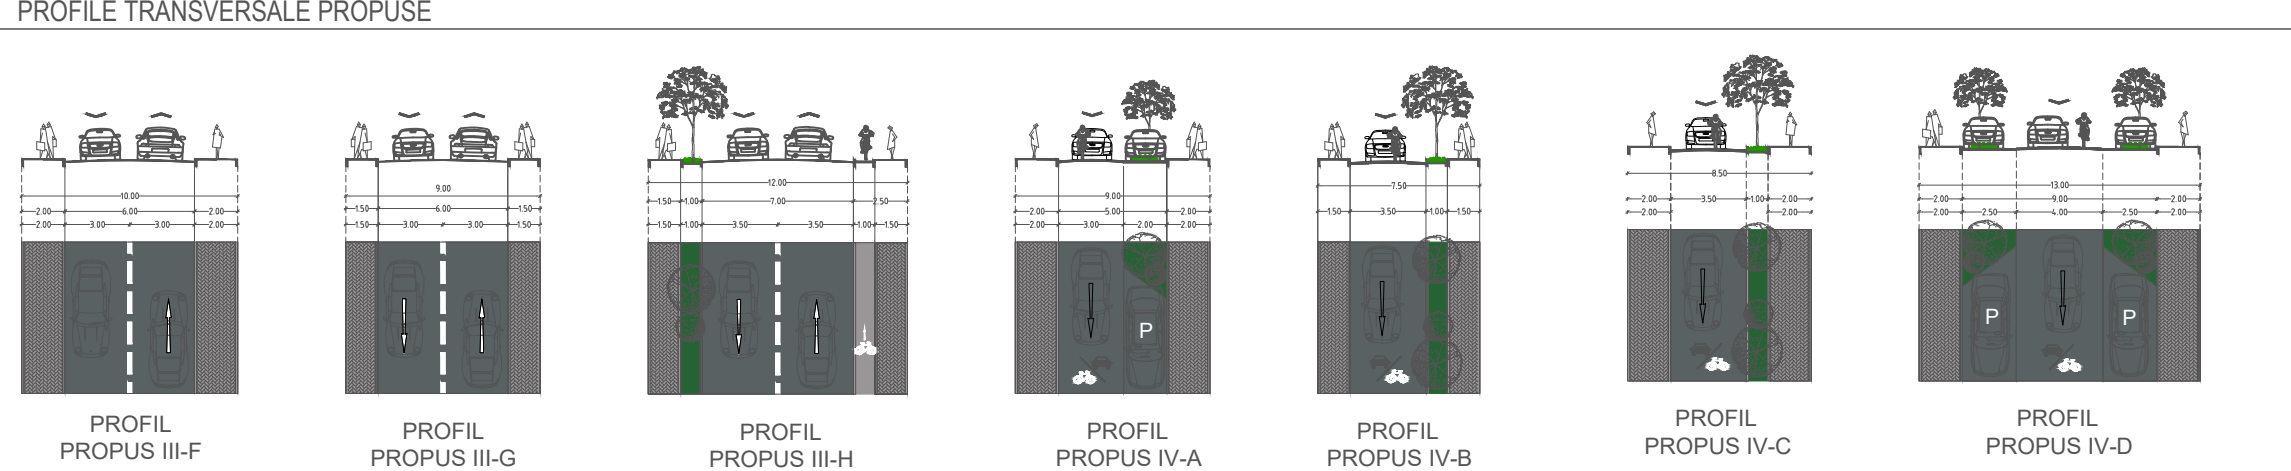 PROFILE TRANSVERSALE PROPUSE
10.00
2.00 6.00 2.00
2.00 3.00 3.00 2.00
PROFIL
PROPUS III-F
9.00
1.50 6.00 1.50
1.50 3.00 3.00 1.50
PROFIL
PROPUS III-G
12.00
1.50 1.00 7.00 2.50
1.50 1.00 3.50 3.50 1.00 1.50
PROFIL
PROPUS III-H
9.00
2.00 5.00 2.00
2.00 3.00 2.00 2.00
P
PROFIL
PROPUS IV-A
7.50
1.50 3.50 1.00 1.50
PROFIL
PROPUS IV-B
8.50
2.00 3.50 1.00 2.00
2.00 2.00
PROFIL
PROPUS IV-C
13.00
2.00 9.00 2.00
2.00 2.50 4.00 2.50 2.00
P P
PROFIL
PROPUS IV-D